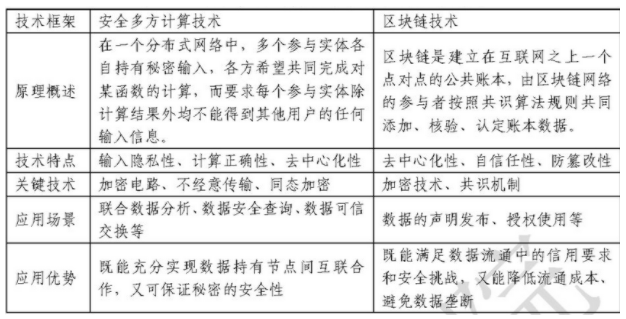 技术框架 安全多方计算技术 区块链技术
原理概述
在一个分布式网络中，多个参与实体各
自持有秘密输入，各方希望共同完成对
某函数的计算，而要求每个参与实体除
计算结果外均不能得到其他用户的任何
输入信息。
区块链是建立在互联网之上一个
点对点的公共账本，由区块链网络
的参与者按照共识算法规则共同
添加、核验、认定账本数据。
技术特点 输入隐私性、计算正确性、去中心化性 去中心化性、自信任性、防篡改性
关键技术 加密电路、不经意传输、同态加密 加密技术、共识机制
应用场景
联合数据分析、数据安全查询、数据可信
交换等
数据的声明发布、授权使用等
应用优势
既能充分实现数据持有节点间互联合
作，又可保证秘密的安全性
既能满足数据流通中的信用要求
和安全挑战，又能降低流通成本、
避免数据垄断